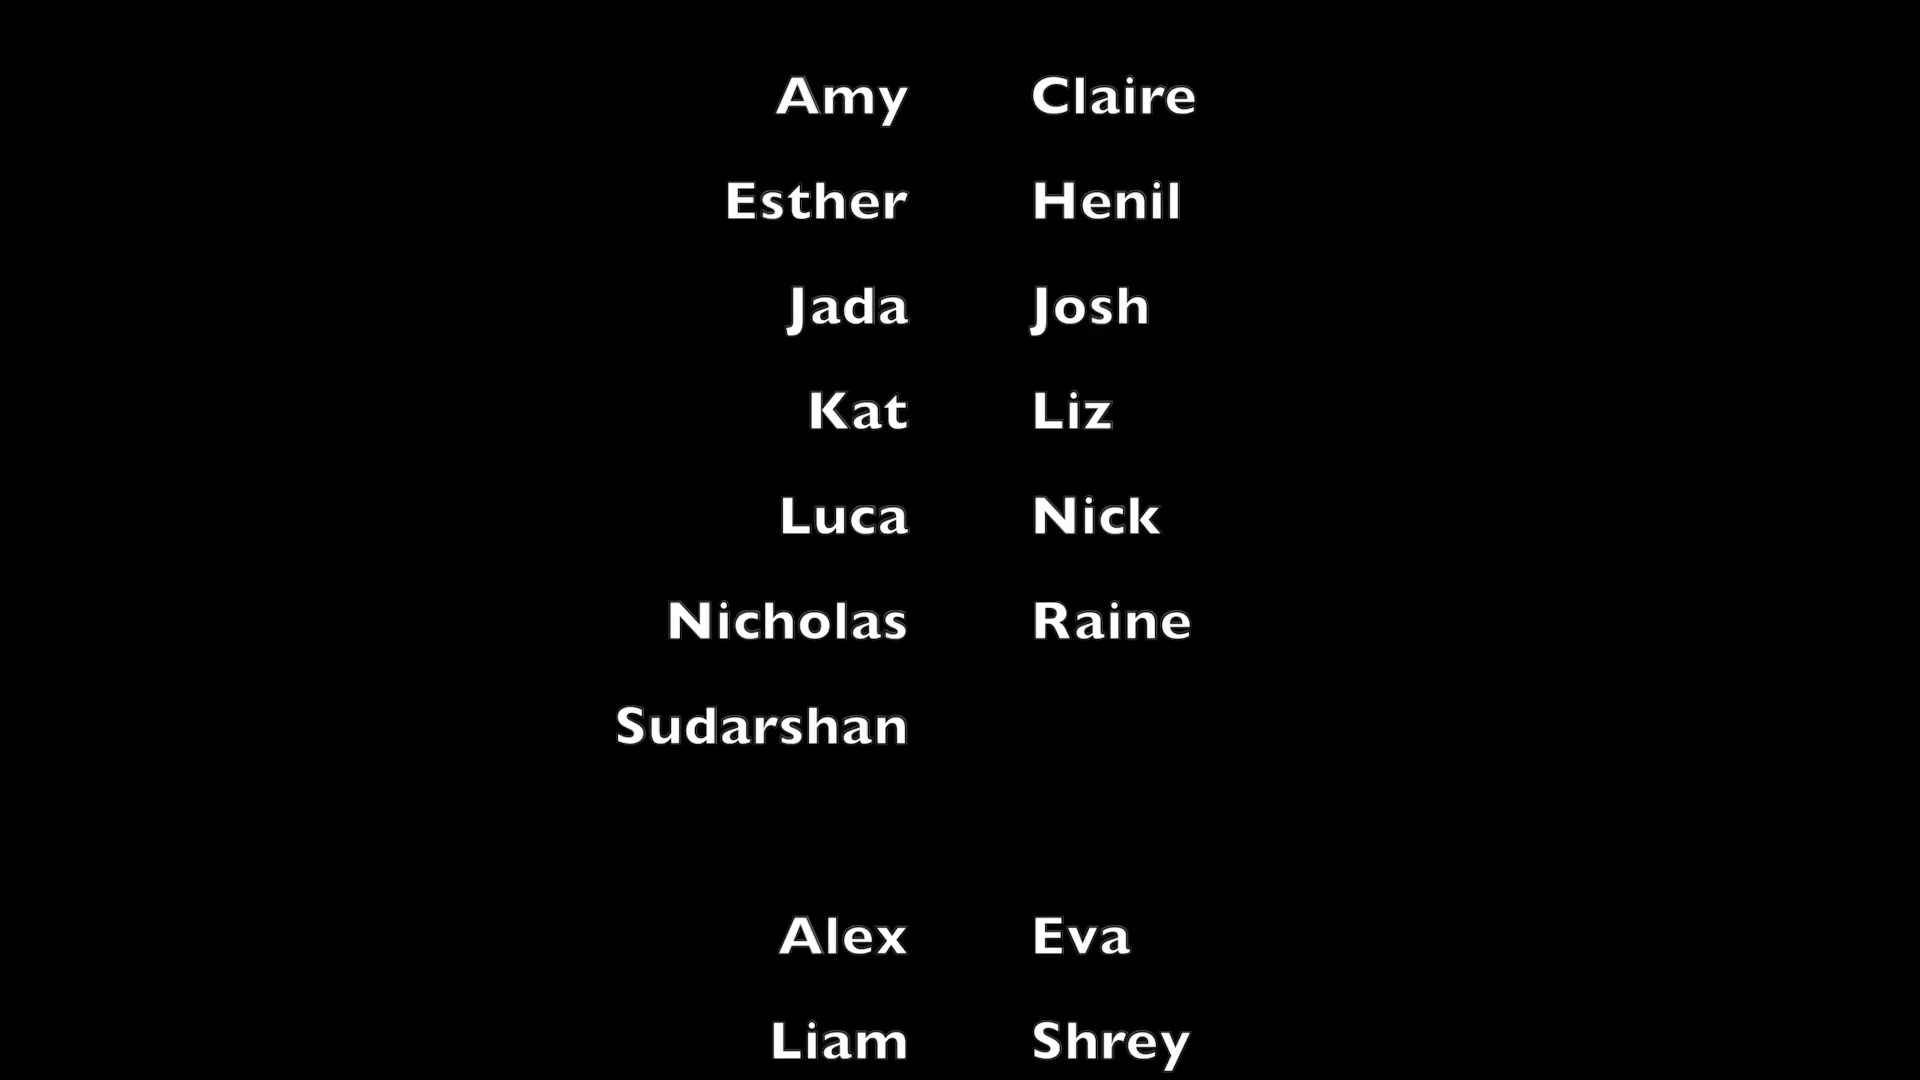 Amy Claire
Esther Henil
Jada Josh
Kat Liz
Luca Nick
Nicholas Raine
Sudarshan
Alex Eva
Liam Shrey